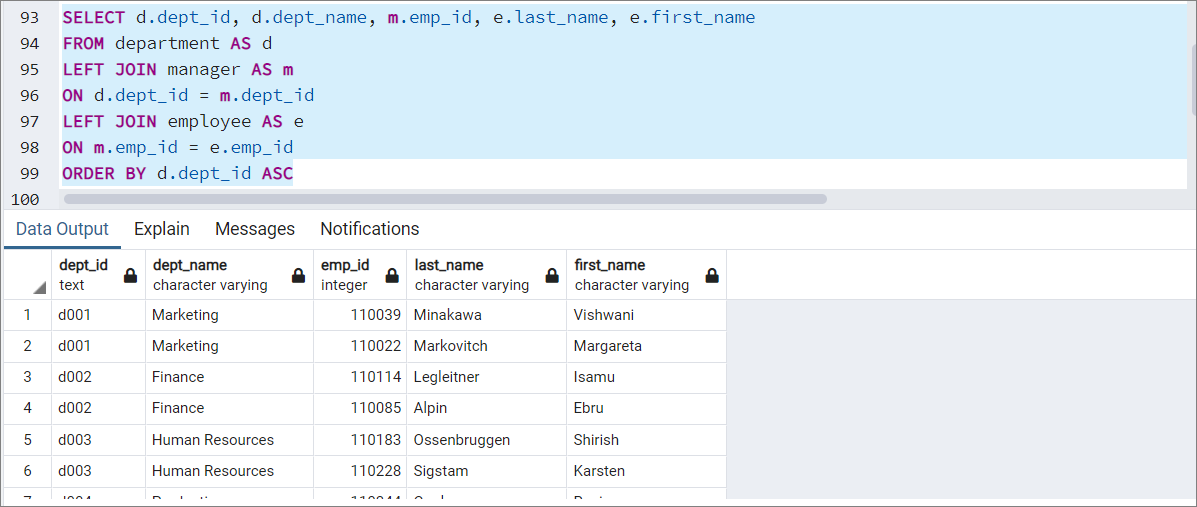 93 SELECT d.dept_id, d.dept_name, m.emp_id, e.last_name, e.first_name
94 FROM department AS d
95 LEFT JOIN manager AS m
96 ON d.dept_id = m.dept_id
97 LEFT JOIN employee AS e
98 ON m.emp_id = e.emp_id
99 ORDER BY d.dept_id ASC
100
Data Output Explain Messages Notifications
dept_id dept_name emp_id last_name first_name
text character varying integer character varying character varying
1 d001 Marketing 110039 Minakawa Vishwani
2 d001 Marketing 110022 Markovitch Margareta
3 d002 Finance 110114 Legleitner Isamu
4 d002 Finance 110085 Alpin Ebru
5 d003 Human Resources 110183 Ossenbruggen Shirish
6 d003 Human Resources 110228 Sigstam Karsten